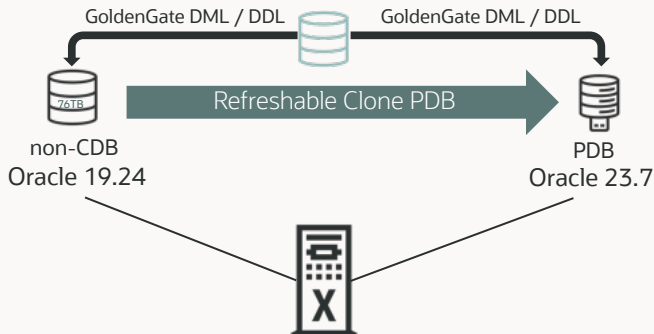 GoldenGate DML / DDL
GoldenGate DML / DDL
76TB
Refreshable Clone PDB
non-CDB
Oracle 19.24
PDB
Oracle 23.7
X